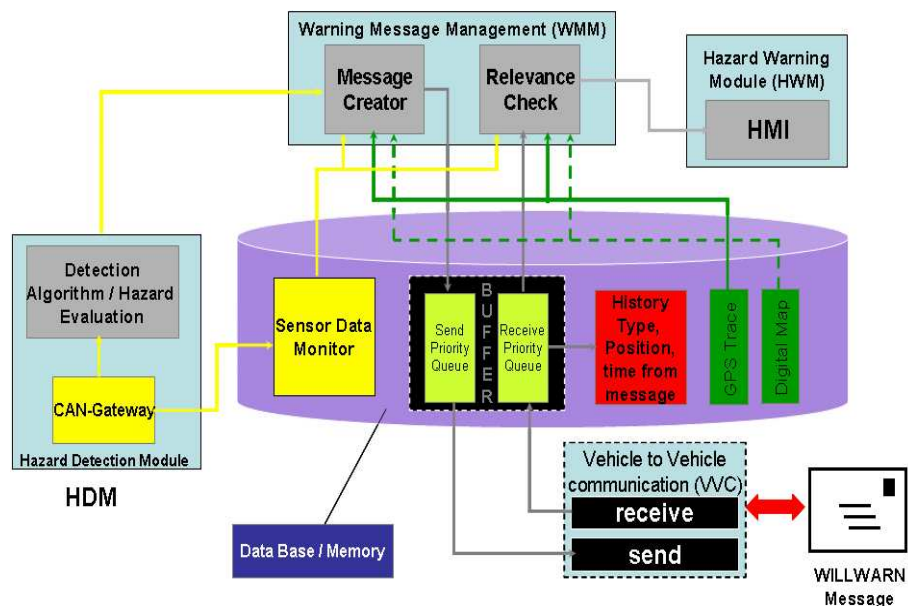 Warning Message Management (WMM)
Message
Creator
Relevance
Check
Hazard Warning
Module (HWM)
HMI
Detection
Algorithm / Hazard
Evaluation
CAN-Gateway
Hazard Detection Module
HDM
Sensor Data
Monitor
Send
Priority
Queue
BUFFER
Receive
Priority
Queue
History
Type,
Position,
time from
message
GPS Trace
Digital Map
Data Base / Memory
Vehicle to Vehicle
communication (VVC)
receive
send
WILLWARN
Message